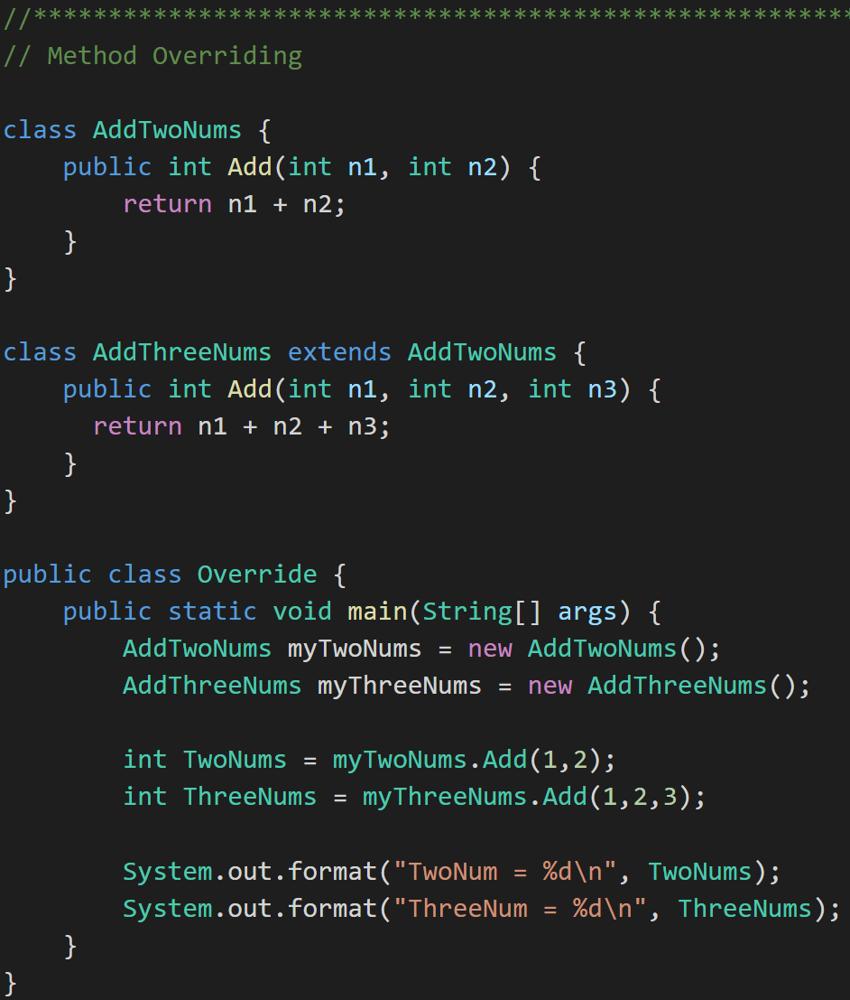 //*******************************************************
// Method Overriding
class AddTwoNums {
    public int Add(int n1, int n2) {
        return n1 + n2;
    }
}
class AddThreeNums extends AddTwoNums {
    public int Add(int n1, int n2, int n3) {
      return n1 + n2 + n3;
    }
}
public class Override {
    public static void main(String[] args) {
        AddTwoNums myTwoNums = new AddTwoNums();
        AddThreeNums myThreeNums = new AddThreeNums();
        int TwoNums = myTwoNums.Add(1,2);
        int ThreeNums = myThreeNums.Add(1,2,3);
        System.out.format("TwoNum = %d\n", TwoNums);
        System.out.format("ThreeNum = %d\n", ThreeNums);
    }
}